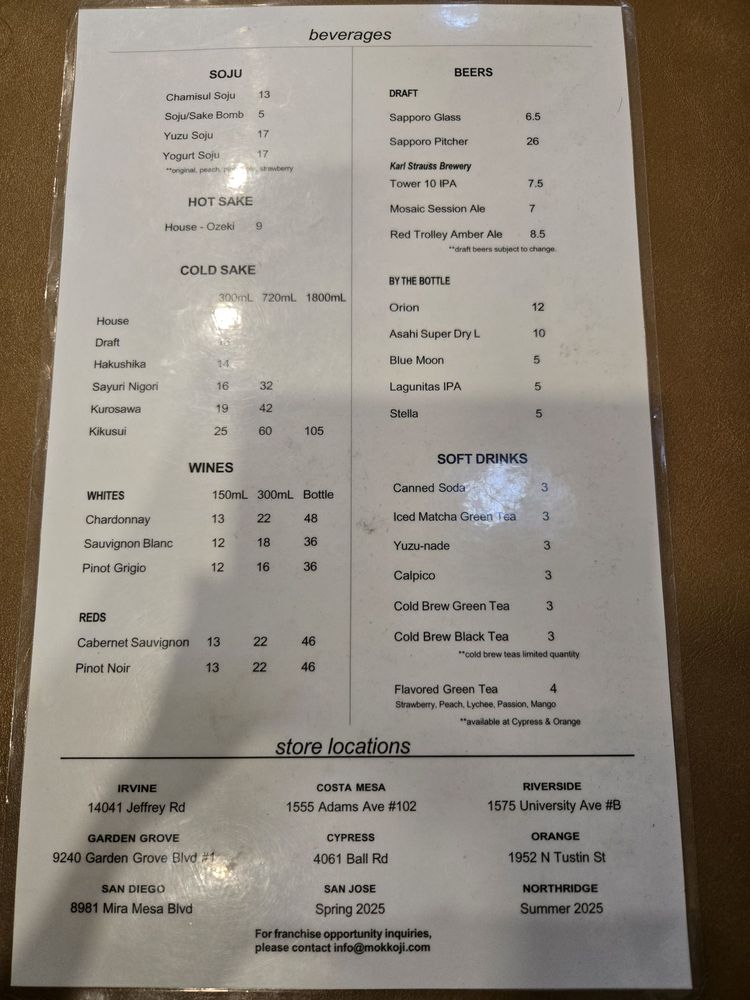 beverages
SOJU
Chamisul Soju 13
Soju/Sake Bomb 5
Yuzu Soju 17
Yogurt Soju 17
**original, peach, strawberry
HOT SAKE
House - Ozeki 9
COLD SAKE
300mL 720mL 1800mL
House
Draft
Hakushika 14
Sayuri Nigori 16 32
Kurosawa 19 42
Kikusui 25 60 105
WINES
WHITES 150mL 300mL Bottle
Chardonnay 13 22 48
Sauvignon Blanc 12 18 36
Pinot Grigio 12 16 36
REDS
Cabernet Sauvignon 13 22 46
Pinot Noir 13 22 46
BEERS
DRAFT
Sapporo Glass 6.5
Sapporo Pitcher 26
Karl Strauss Brewery
Tower 10 IPA 7.5
Mosaic Session Ale 7
Red Trolley Amber Ale 8.5
**draft beers subject to change.
BY THE BOTTLE
Orion 12
Asahi Super Dry L 10
Blue Moon 5
Lagunitas IPA 5
Stella 5
SOFT DRINKS
Canned Soda 3
Iced Matcha Green Tea 3
Yuzu-nade 3
Calpico 3
Cold Brew Green Tea 3
Cold Brew Black Tea 3
**cold brew teas limited quantity
Flavored Green Tea 4
Strawberry, Peach, Lychee, Passion, Mango
**available at Cypress & Orange
store locations
IRVINE
14041 Jeffrey Rd
COSTA MESA
1555 Adams Ave #102
RIVERSIDE
1575 University Ave #B
GARDEN GROVE
9240 Garden Grove Blvd #1
CYPRESS
4061 Ball Rd
ORANGE
1952 N Tustin St
SAN DIEGO
8981 Mira Mesa Blvd
SAN JOSE
Spring 2025
NORTHRIDGE
Summer 2025
For franchise opportunity inquiries,
please contact info@mokkoji.com